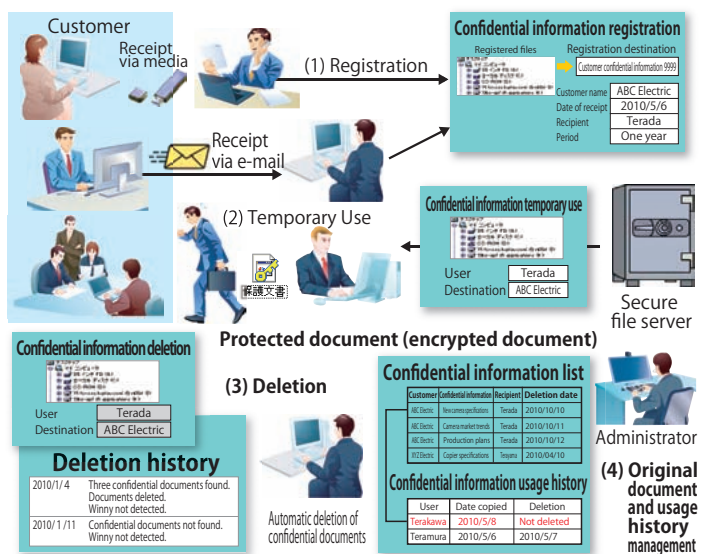 Customer
Receipt
via media
(1) Registration
Confidential information registration
Registered files
Registration destination
Customer confidential information 9999
Customer name ABC Electric
Date of receipt 2010/5/6
Recipient Terada
Period One year
Receipt
via e-mail
(2) Temporary Use
保護文書
Confidential information temporary use
User Terada
Destination ABC Electric
Secure
file server
Protected document (encrypted document)
Confidential information deletion
User Terada
Destination ABC Electric
(3) Deletion
Deletion history
2010/1/ 4 Three confidential documents found.
Documents deleted.
Winny not detected.
2010/ 1 /11 Confidential documents not found.
Winny not detected.
Automatic deletion of
confidential documents
Confidential information list
Customer Confidential information Recipient Deletion date
ABC Electric New camera specifications Terada 2010/10/10
ABC Electric Camera market trends Terada 2010/10/11
ABC Electric Production plans Terada 2010/10/12
XYZ Electric Copier specifications Terayama 2010/04/10
Confidential information usage history
User Date copied Deletion
Terakawa 2010/5/8 Not deleted
Teramura 2010/5/6 2010/5/7
Administrator
(4) Original
document
and usage
history
management